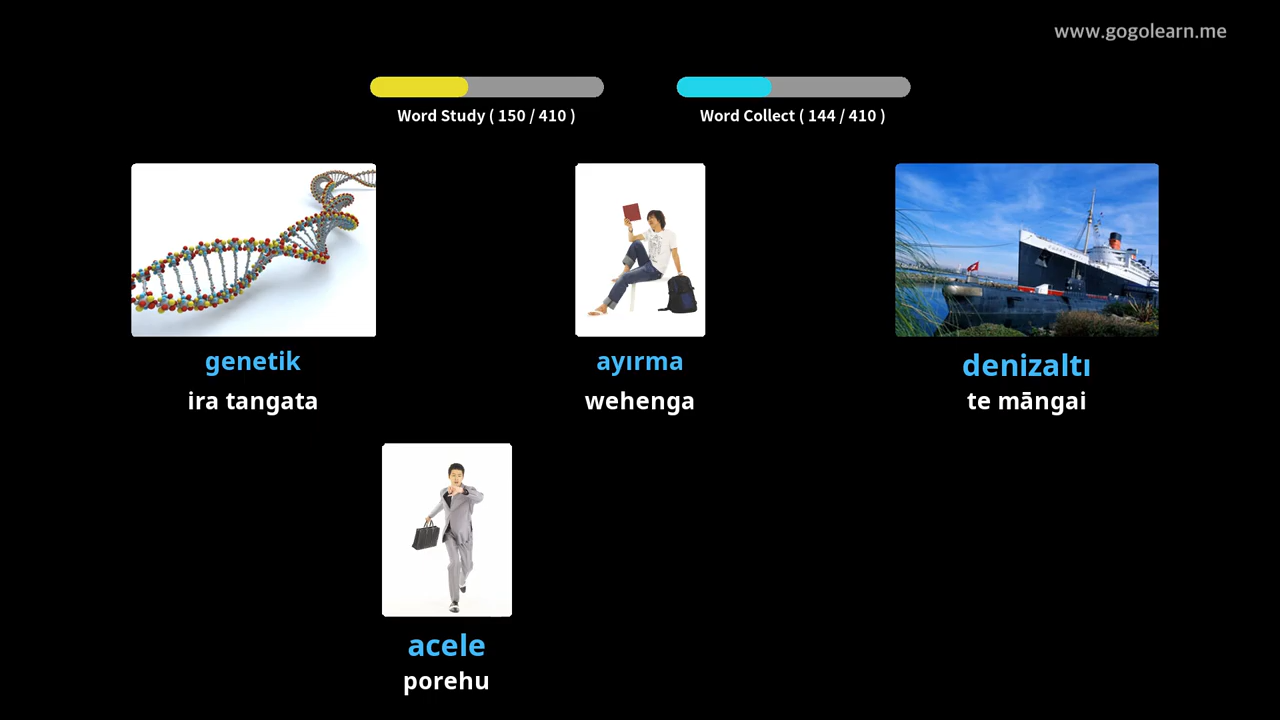 www.gogolearn.me
Word Study ( 150 / 410 )
Word Collect ( 144 / 410 )
genetik
ira tangata
ayırma
wehenga
denizaltı
te māngai
acele
porehu